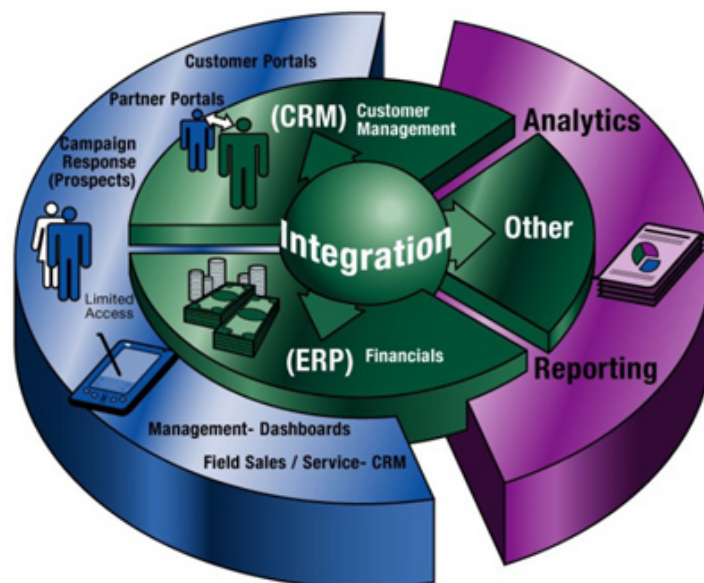 Customer Portals
Partner Portals
Campaign
Response
(Prospects)
Limited
Access
Management- Dashboards
Field Sales / Service- CRM
(CRM) Customer
Management
Integration
Other
(ERP) Financials
Analytics
Reporting